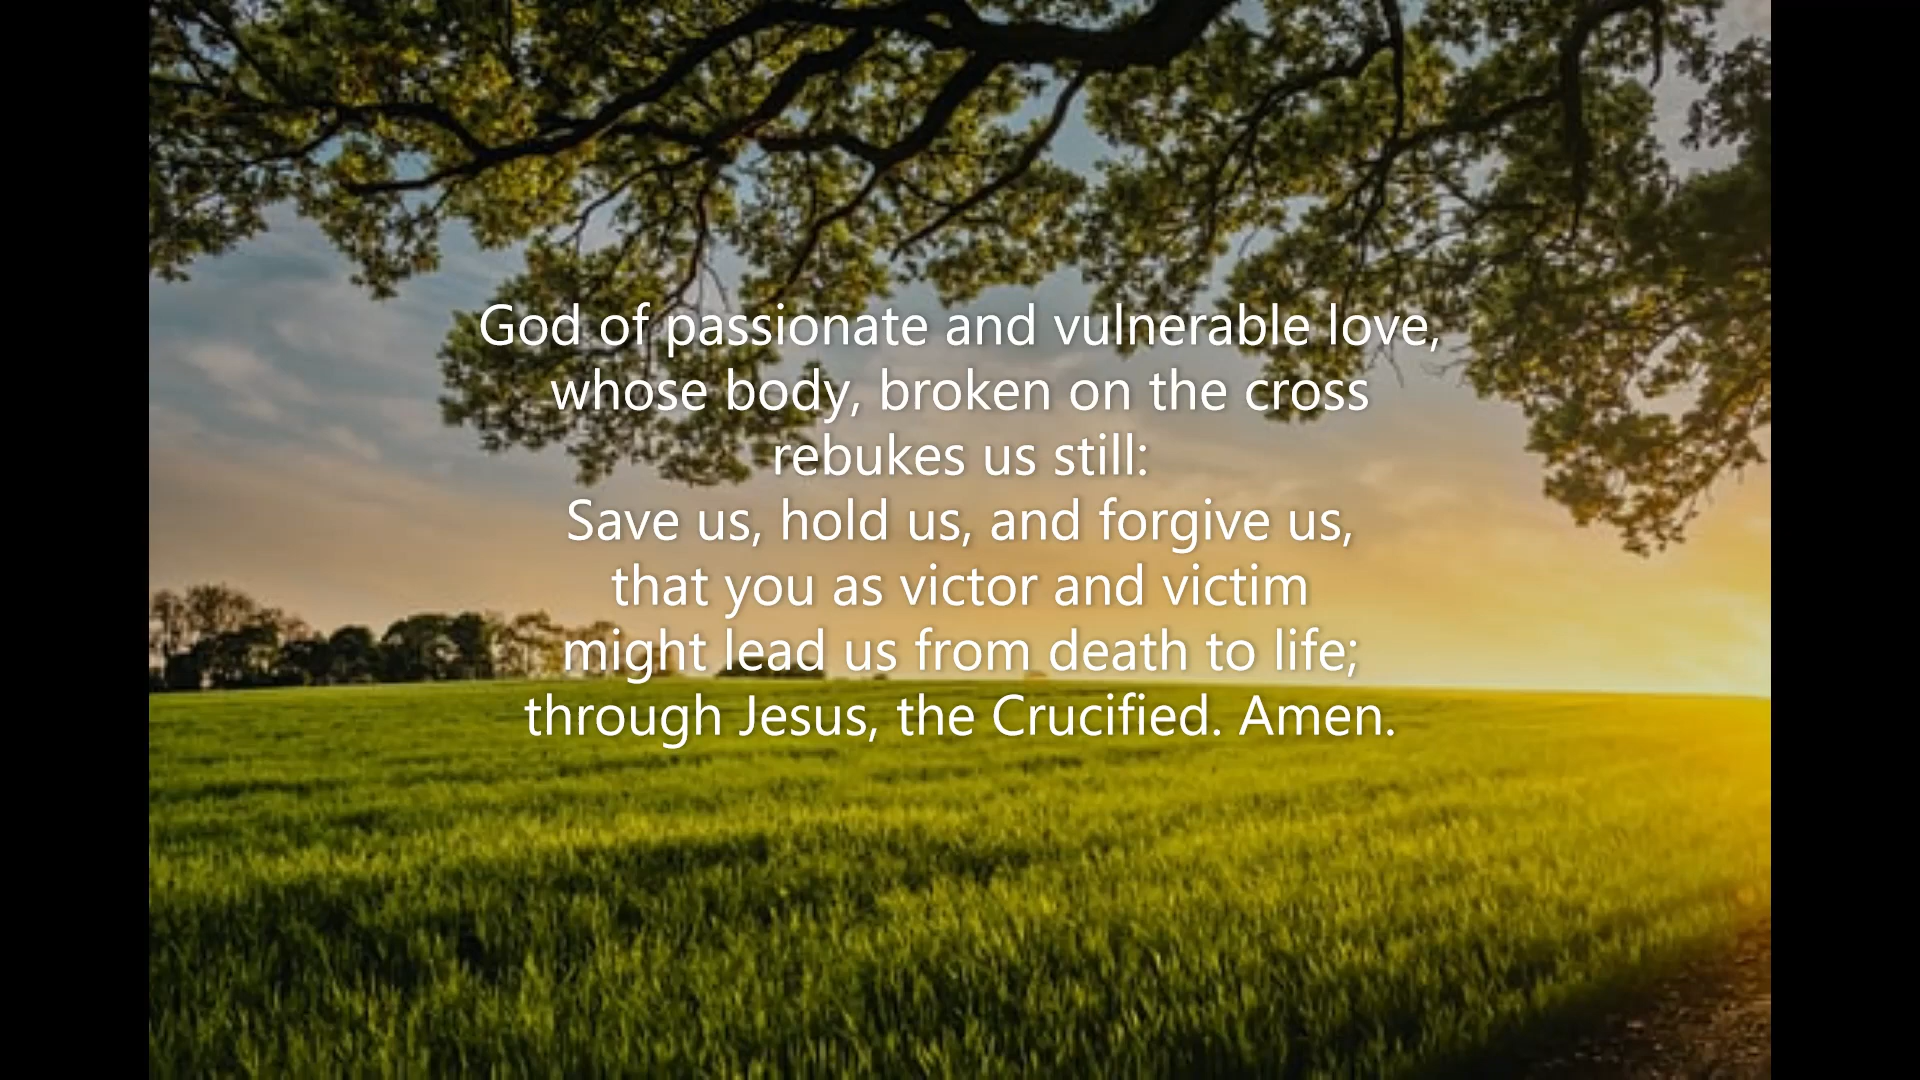 God of passionate and vulnerable love,
whose body, broken on the cross
rebukes us still:
Save us, hold us, and forgive us,
that you as victor and victim
might lead us from death to life;
through Jesus, the Crucified. Amen.